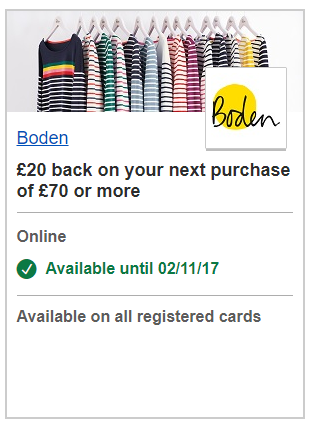 Boden
Boden
£20 back on your next purchase
of £70 or more
Online
Available until 02/11/17
Available on all registered cards